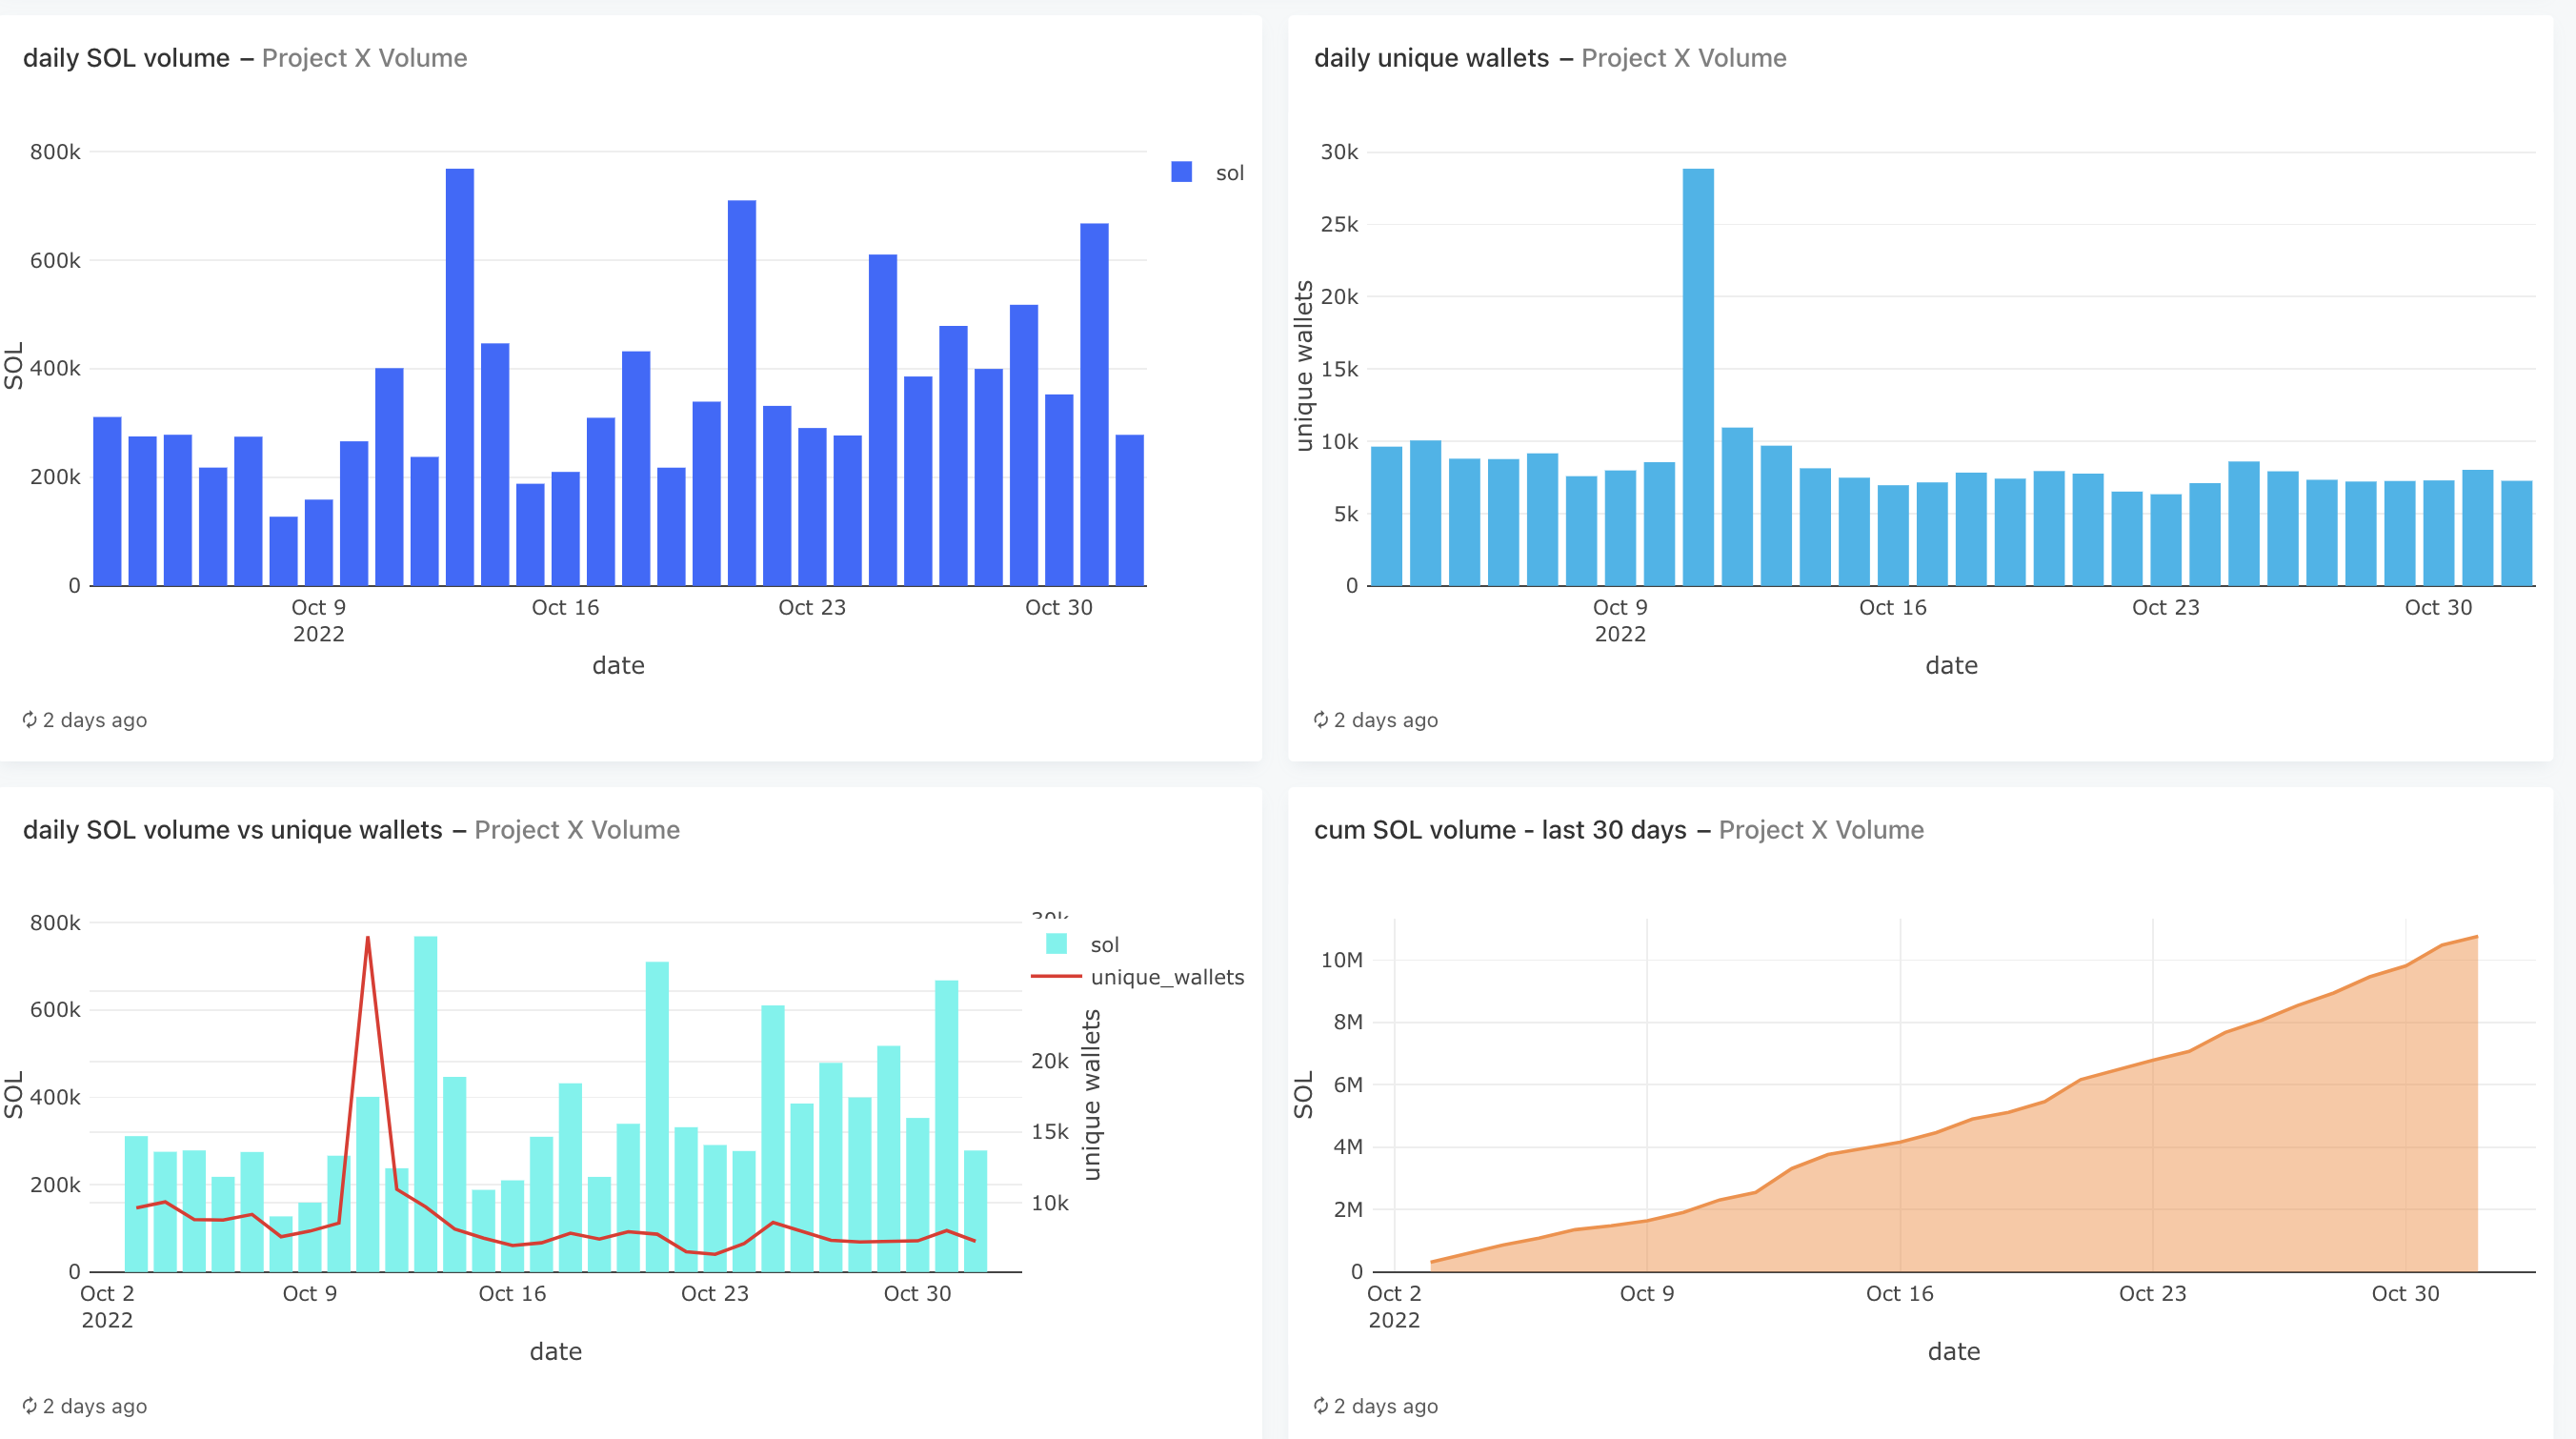 daily SOL volume – Project X Volume
800k
600k
400k
200k
0
SOL
sol
Oct 9
2022
Oct 16
Oct 23
Oct 30
date
2 days ago
daily unique wallets – Project X Volume
30k
25k
20k
15k
10k
5k
0
unique wallets
Oct 9
2022
Oct 16
Oct 23
Oct 30
date
2 days ago
daily SOL volume vs unique wallets – Project X Volume
800k
600k
400k
200k
0
SOL
30k
20k
15k
10k
unique wallets
sol
unique_wallets
Oct 2
2022
Oct 9
Oct 16
Oct 23
Oct 30
date
2 days ago
cum SOL volume - last 30 days – Project X Volume
10M
8M
6M
4M
2M
0
SOL
Oct 2
2022
Oct 9
Oct 16
Oct 23
Oct 30
date
2 days ago